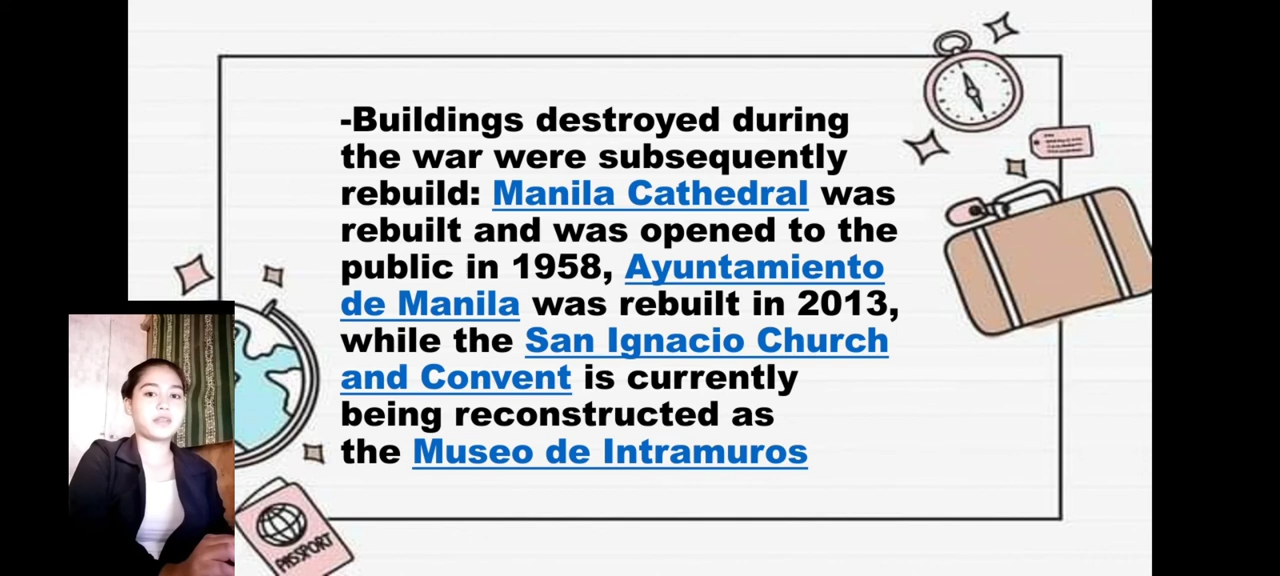 -Buildings destroyed during
the war were subsequently
rebuild: Manila Cathedral was
rebuilt and was opened to the
public in 1958, Ayuntamiento
de Manila was rebuilt in 2013,
while the San Ignacio Church
and Convent is currently
being reconstructed as
the Museo de Intramuros
PASSPORT